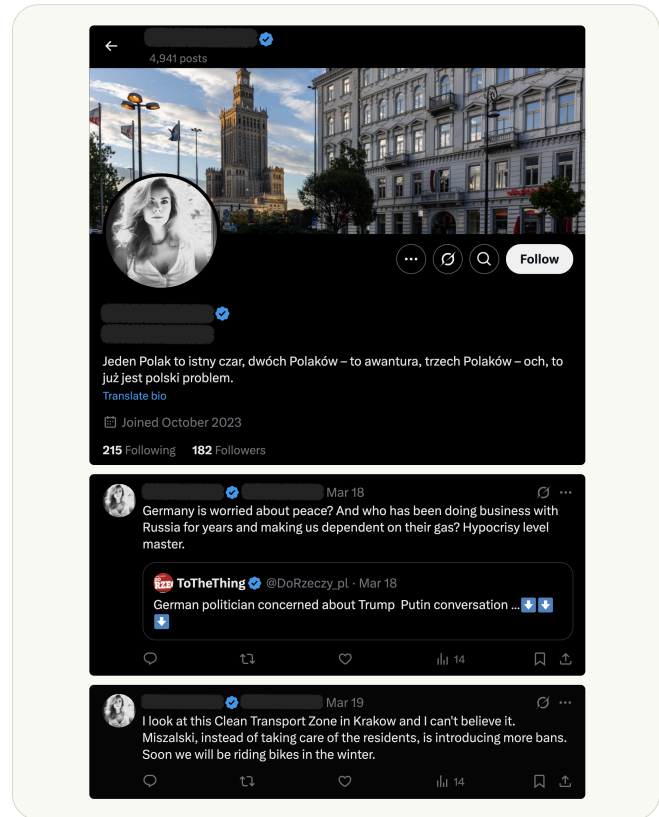 4,941 posts
Follow
Jeden Polak to istny czar, dwóch Polaków – to awantura, trzech Polaków – och, to
już jest polski problem.
Translate bio
Joined October 2023
215 Following 182 Followers
Mar 18
Germany is worried about peace? And who has been doing business with
Russia for years and making us dependent on their gas? Hypocrisy level
master.
ToTheThing @DoRzeczy_pl · Mar 18
German politician concerned about Trump Putin conversation ...⬇️⬇️
⬇️
14
Mar 19
I look at this Clean Transport Zone in Krakow and I can't believe it.
Miszalski, instead of taking care of the residents, is introducing more bans.
Soon we will be riding bikes in the winter.
14